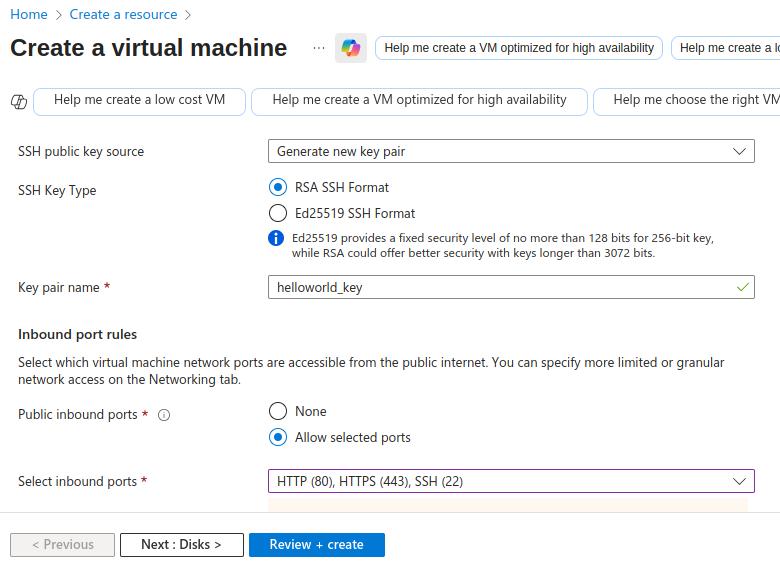 Home > Create a resource >
Create a virtual machine ... Help me create a VM optimized for high availability Help me create a lo
Help me create a low cost VM Help me create a VM optimized for high availability Help me choose the right VM
SSH public key source Generate new key pair
SSH Key Type RSA SSH Format
Ed25519 SSH Format
Ed25519 provides a fixed security level of no more than 128 bits for 256-bit key,
while RSA could offer better security with keys longer than 3072 bits.
Key pair name * helloworld_key
Inbound port rules
Select which virtual machine network ports are accessible from the public internet. You can specify more limited or granular
network access on the Networking tab.
Public inbound ports * None
Allow selected ports
Select inbound ports * HTTP (80), HTTPS (443), SSH (22)
< Previous Next : Disks > Review + create